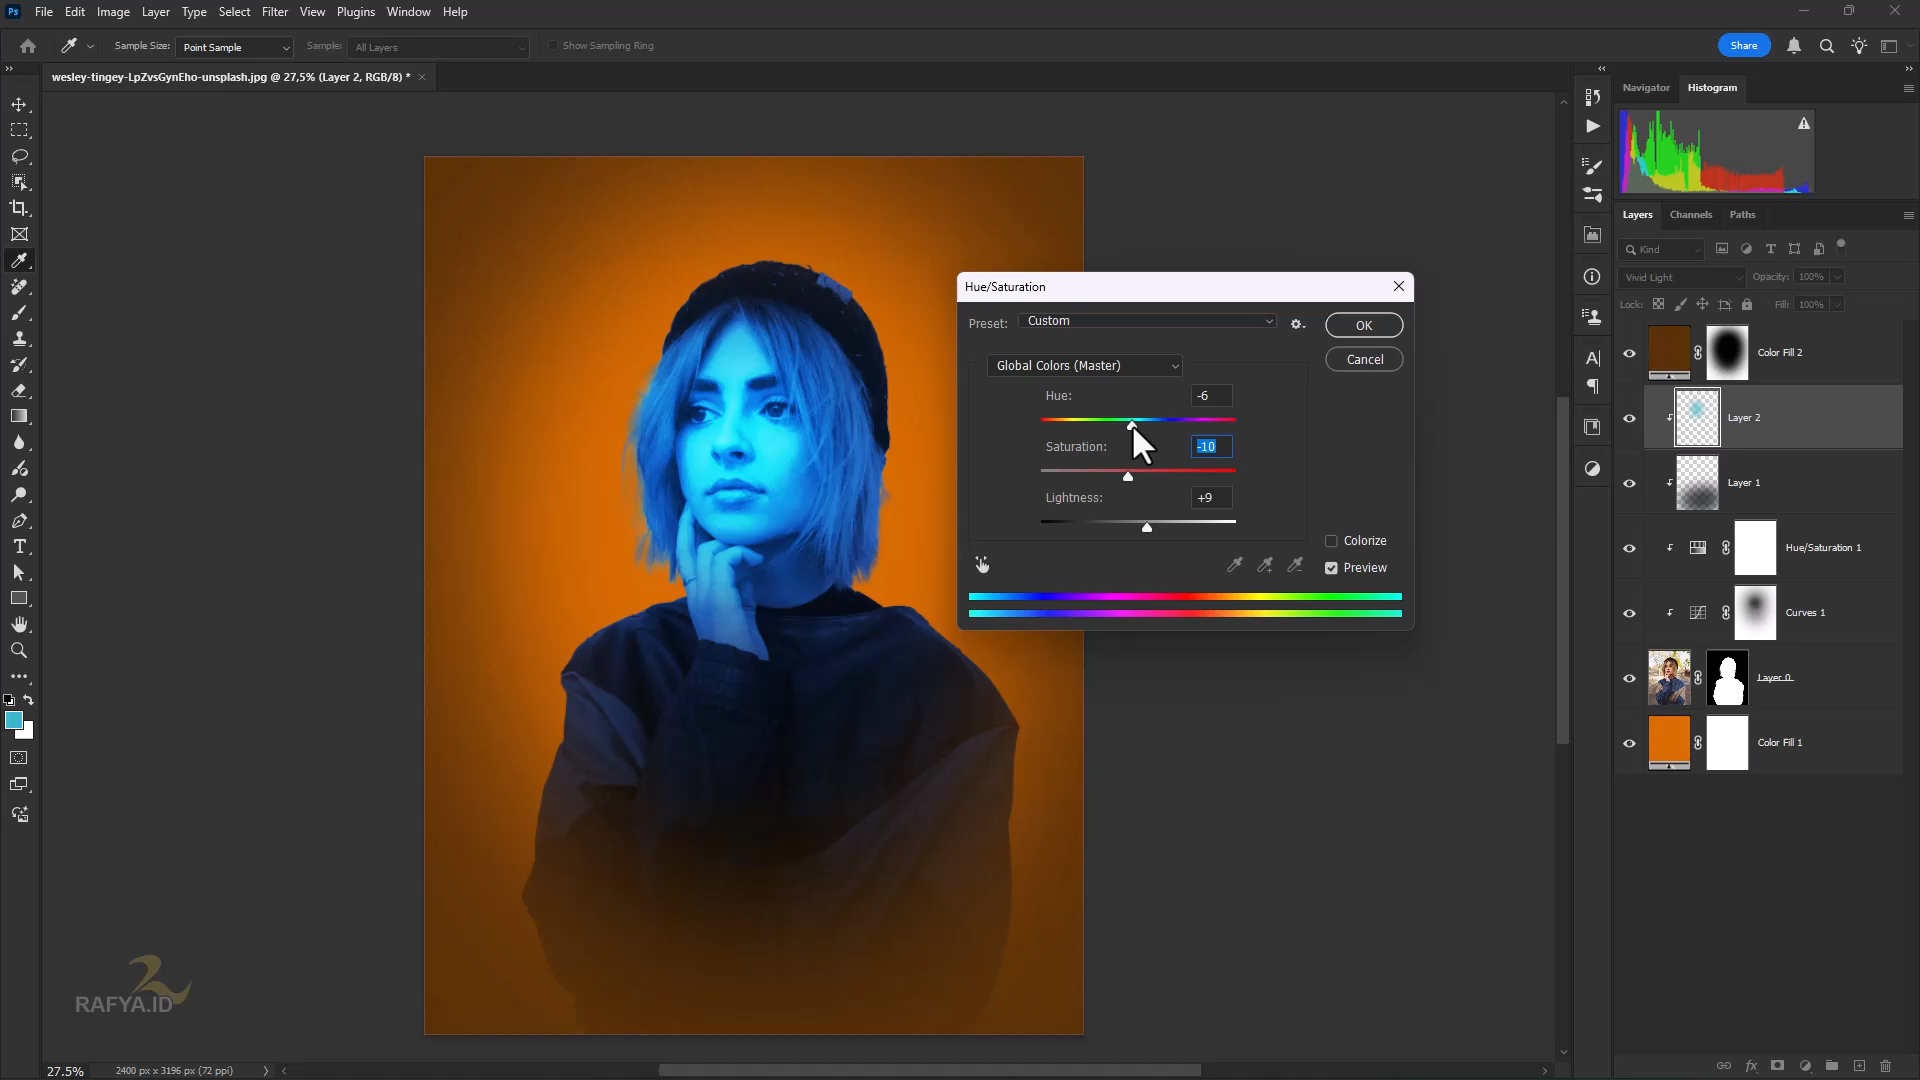 Ps File Edit Image Layer Type Select Filter View Plugins Window Help
Sample Size: Point Sample Sample: All Layers Show Sampling Ring Share
wesley-tingey-LpZvsGynEho-unsplash.jpg @ 27,5% (Layer 2, RGB/8) *
Navigator Histogram
Layers Channels Paths
Kind
Vivid Light Opacity: 100%
Lock: Fill: 100%
Color Fill 2
Layer 2
Layer 1
Hue/Saturation 1
Curves 1
Layer 0
Color Fill 1
Hue/Saturation
Preset: Custom
OK
Cancel
Global Colors (Master)
Hue: -6
Saturation: -10
Lightness: +9
Colorize
Preview
RAFYA.ID
27.5% 2400 px x 3196 px (72 ppi)